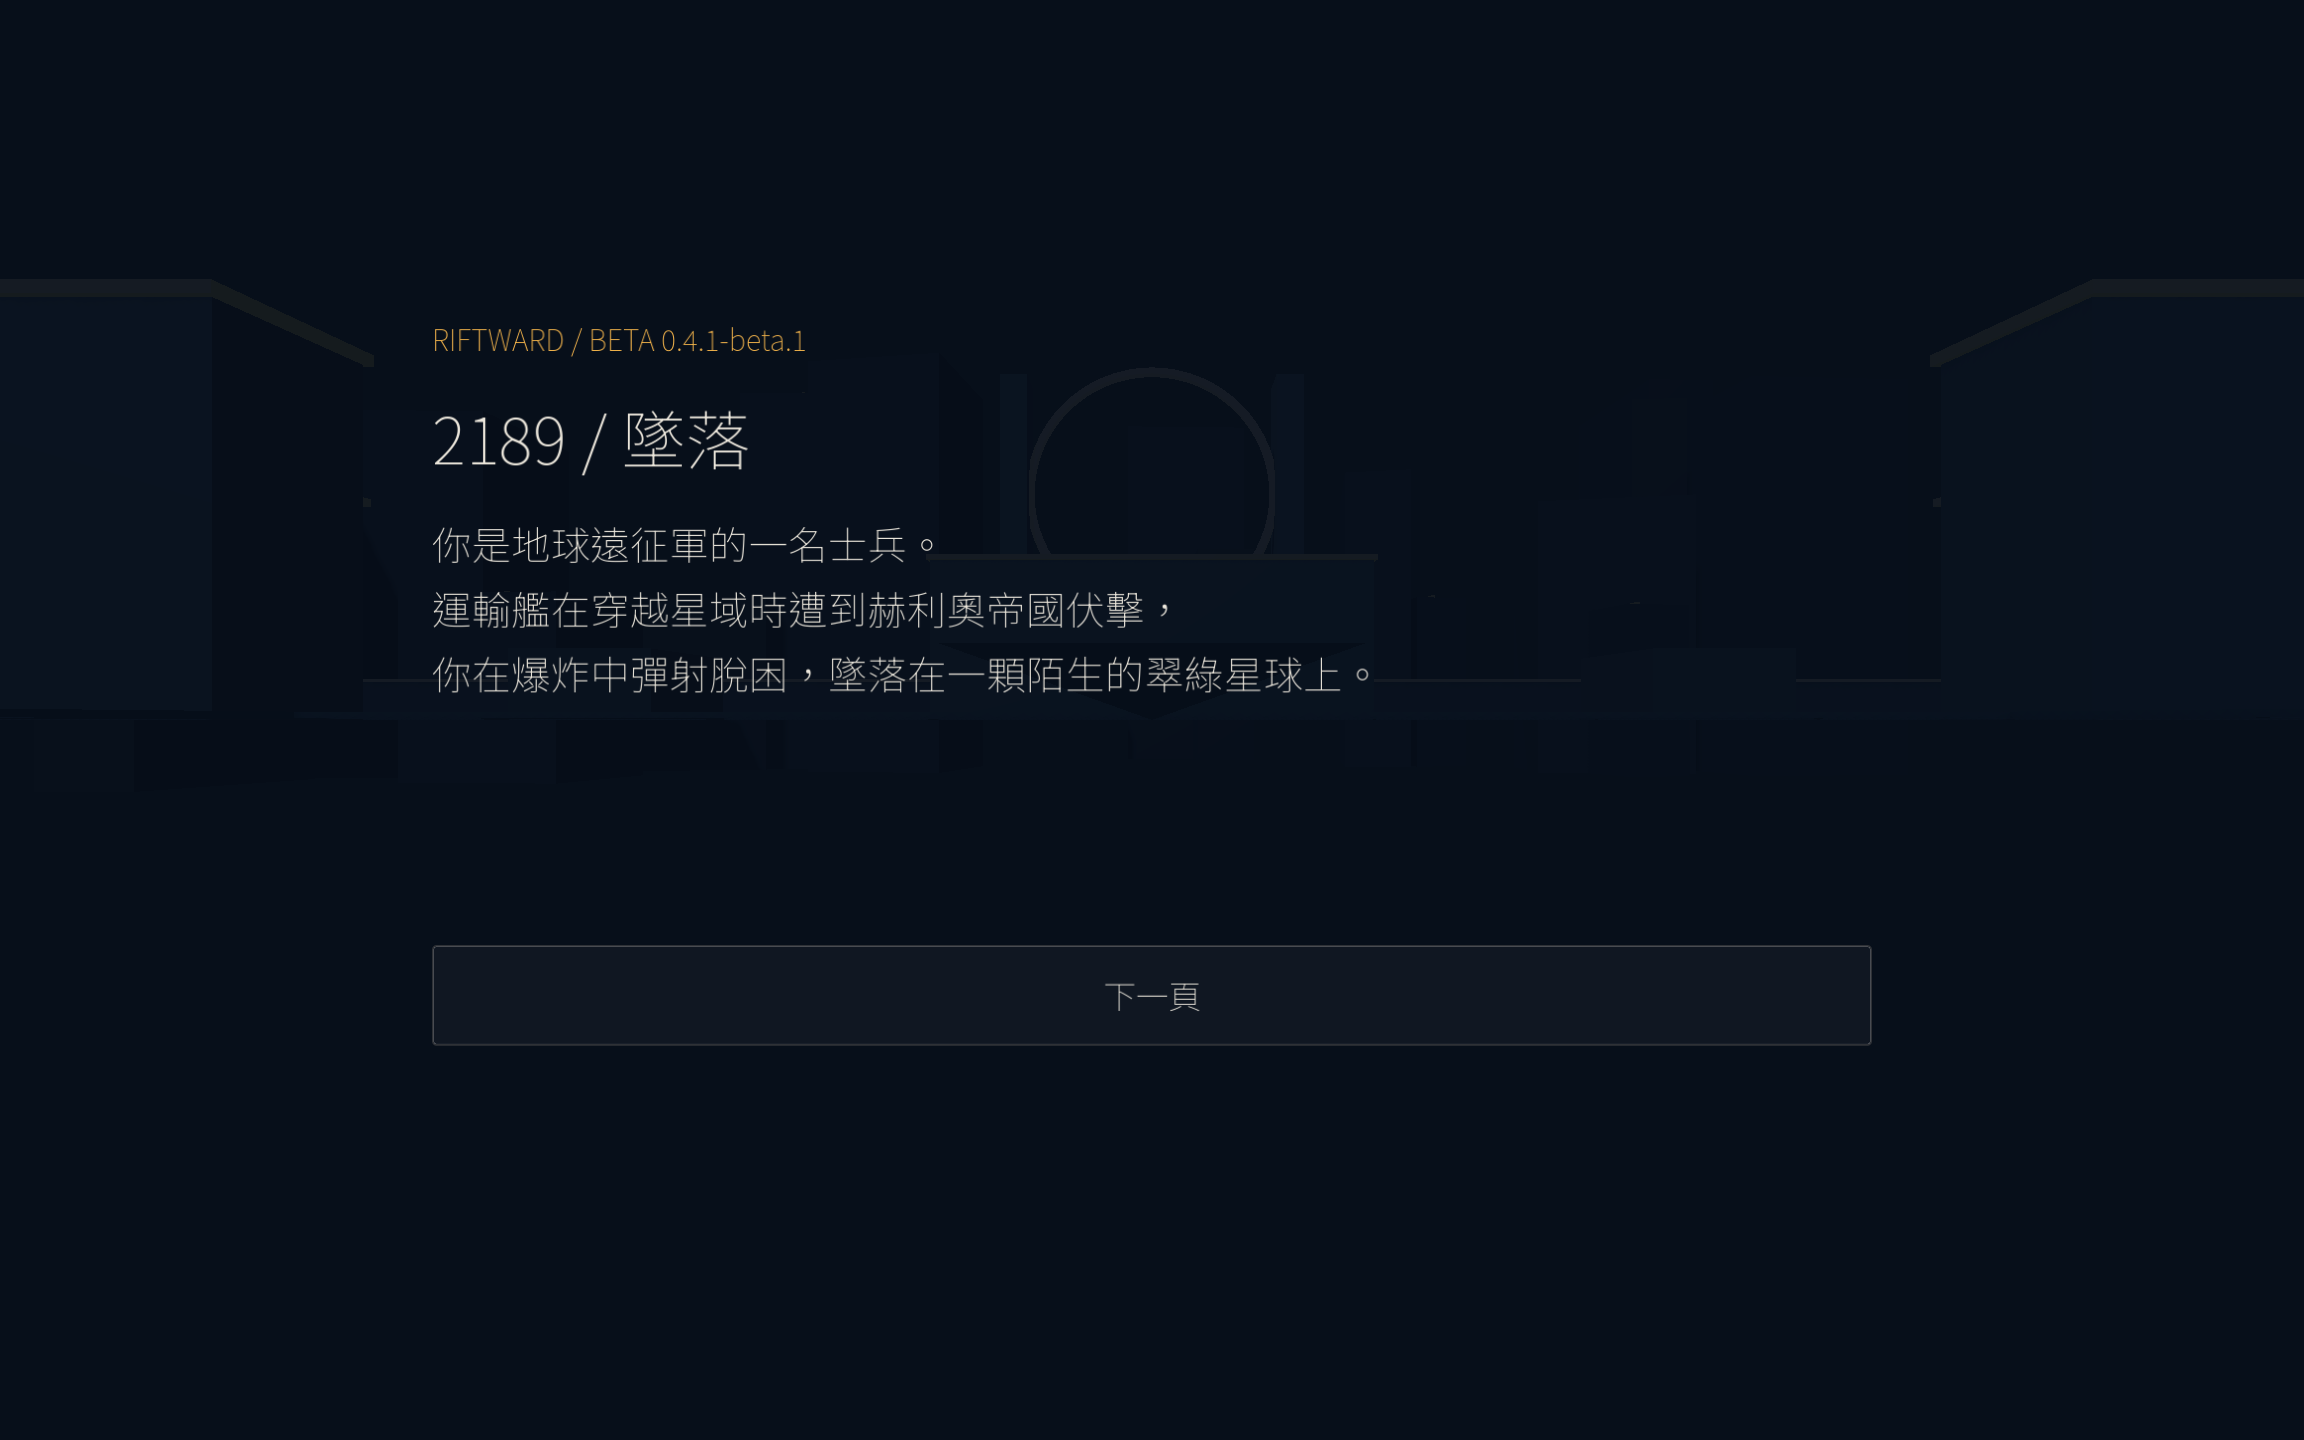 RIFTWARD / BETA 0.4.1-beta.1
2189 / 墜落
你是地球遠征軍的一名士兵。
運輸艦在穿越星域時遭到赫利奧帝國伏擊，
你在爆炸中彈射脫困，墜落在一顆陌生的翠綠星球上。
下一頁